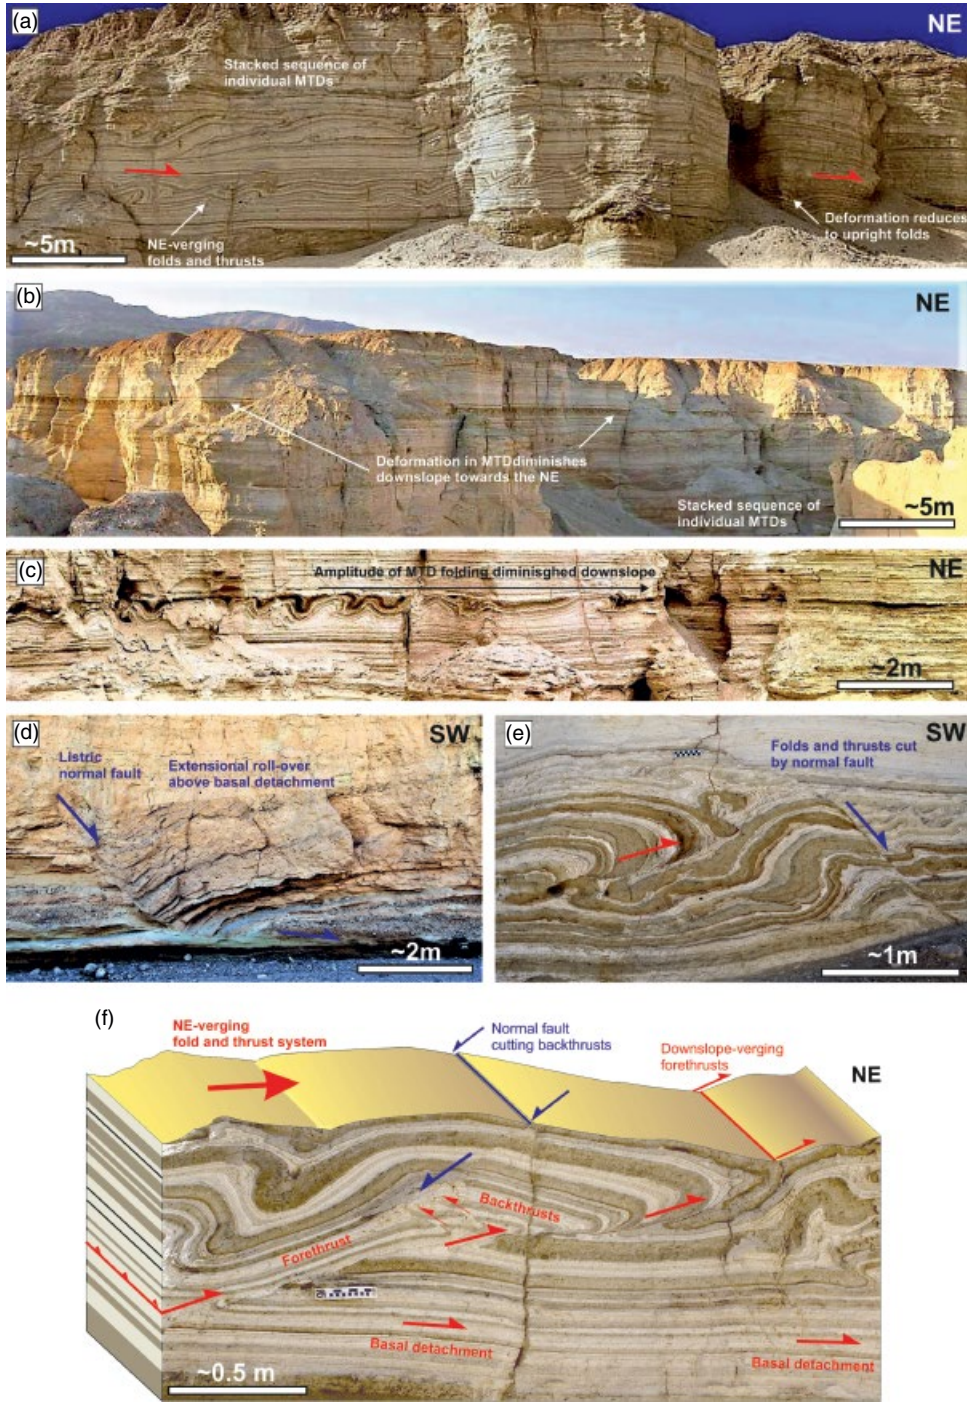 (a)
NE
Stacked sequence of
individual MTDs
NE-verging
folds and thrusts
Deformation reduces
to upright folds
~5m
(b)
NE
Deformation in MTDdiminishes
downslope towards the NE
Stacked sequence of
individual MTDs
~5m
(c)
Amplitude of MTD folding diminisghed downslope
NE
~2m
(d)
SW
Listric
normal fault
Extensional roll-over
above basal detachment
~2m
(e)
SW
Folds and thrusts cut
by normal fault
~1m
(f)
NE-verging
fold and thrust system
Normal fault
cutting backthrusts
Downslope-verging
forethrusts
NE
Backthrusts
Forethrust
Basal detachment
Basal detachment
~0.5 m